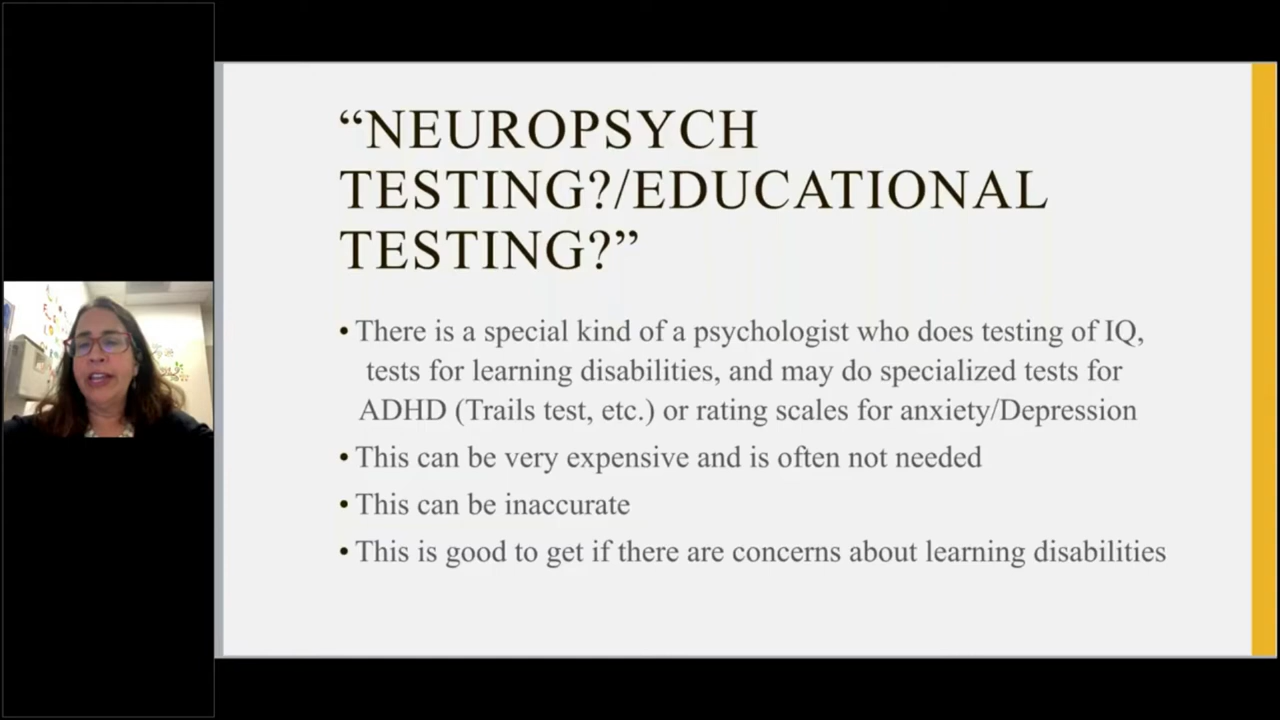 “NEUROPSYCH
TESTING?/EDUCATIONAL
TESTING?”
• There is a special kind of a psychologist who does testing of IQ,
tests for learning disabilities, and may do specialized tests for
ADHD (Trails test, etc.) or rating scales for anxiety/Depression
• This can be very expensive and is often not needed
• This can be inaccurate
• This is good to get if there are concerns about learning disabilities